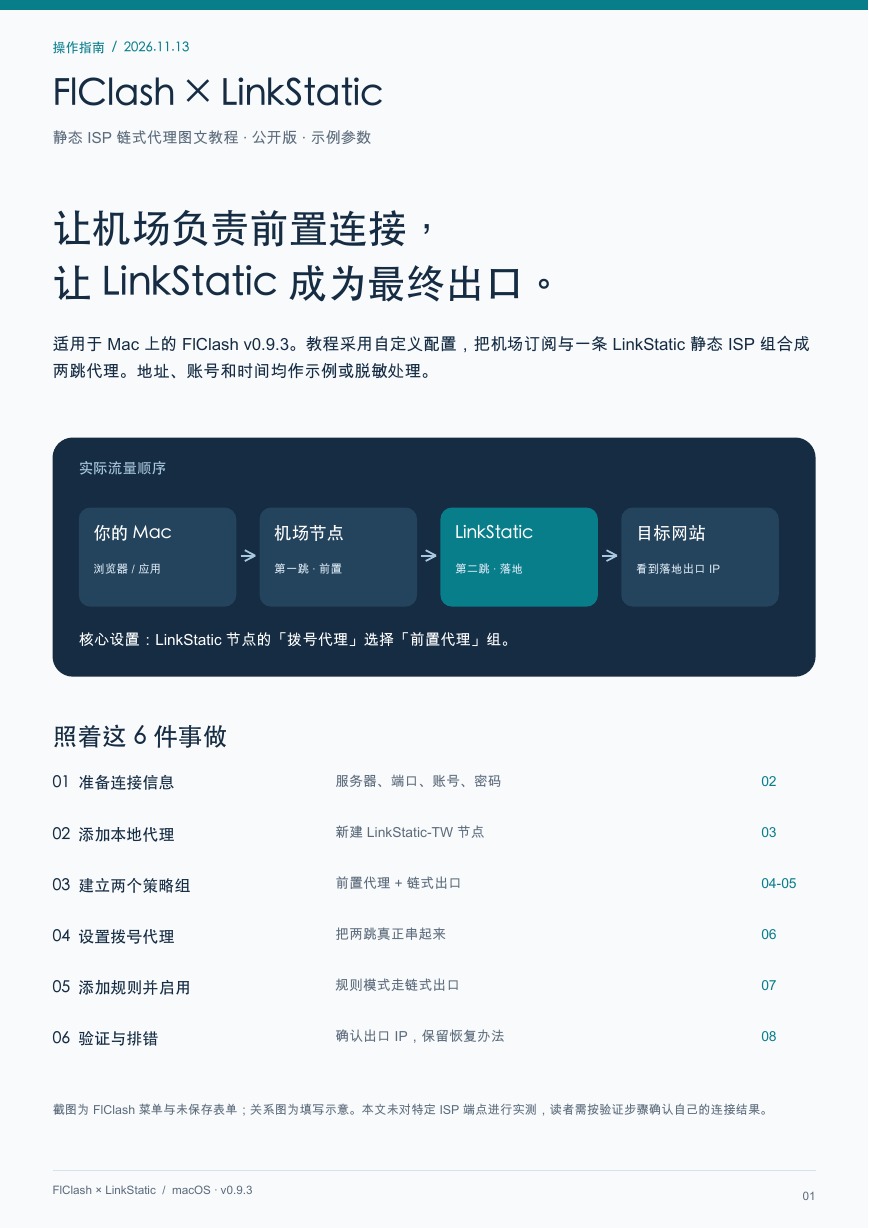 操作指南 / 2026.11.13
FlClash × LinkStatic
静态 ISP 链式代理图文教程 · 公开版 · 示例参数
让机场负责前置连接，
让 LinkStatic 成为最终出口。
适用于 Mac 上的 FlClash v0.9.3。教程采用自定义配置，把机场订阅与一条 LinkStatic 静态 ISP 组合成
两跳代理。地址、账号和时间均作示例或脱敏处理。
实际流量顺序
你的 Mac
浏览器 / 应用
机场节点
第一跳 · 前置
LinkStatic
第二跳 · 落地
目标网站
看到落地出口 IP
核心设置：LinkStatic 节点的「拨号代理」选择「前置代理」组。
照着这 6 件事做
01 准备连接信息 服务器、端口、账号、密码 02
02 添加本地代理 新建 LinkStatic-TW 节点 03
03 建立两个策略组 前置代理 + 链式出口 04-05
04 设置拨号代理 把两跳真正串起来 06
05 添加规则并启用 规则模式走链式出口 07
06 验证与排错 确认出口 IP，保留恢复办法 08
截图为 FlClash 菜单与未保存表单；关系图为填写示意。本文未对特定 ISP 端点进行实测，读者需按验证步骤确认自己的连接结果。
FlClash × LinkStatic / macOS · v0.9.3
01